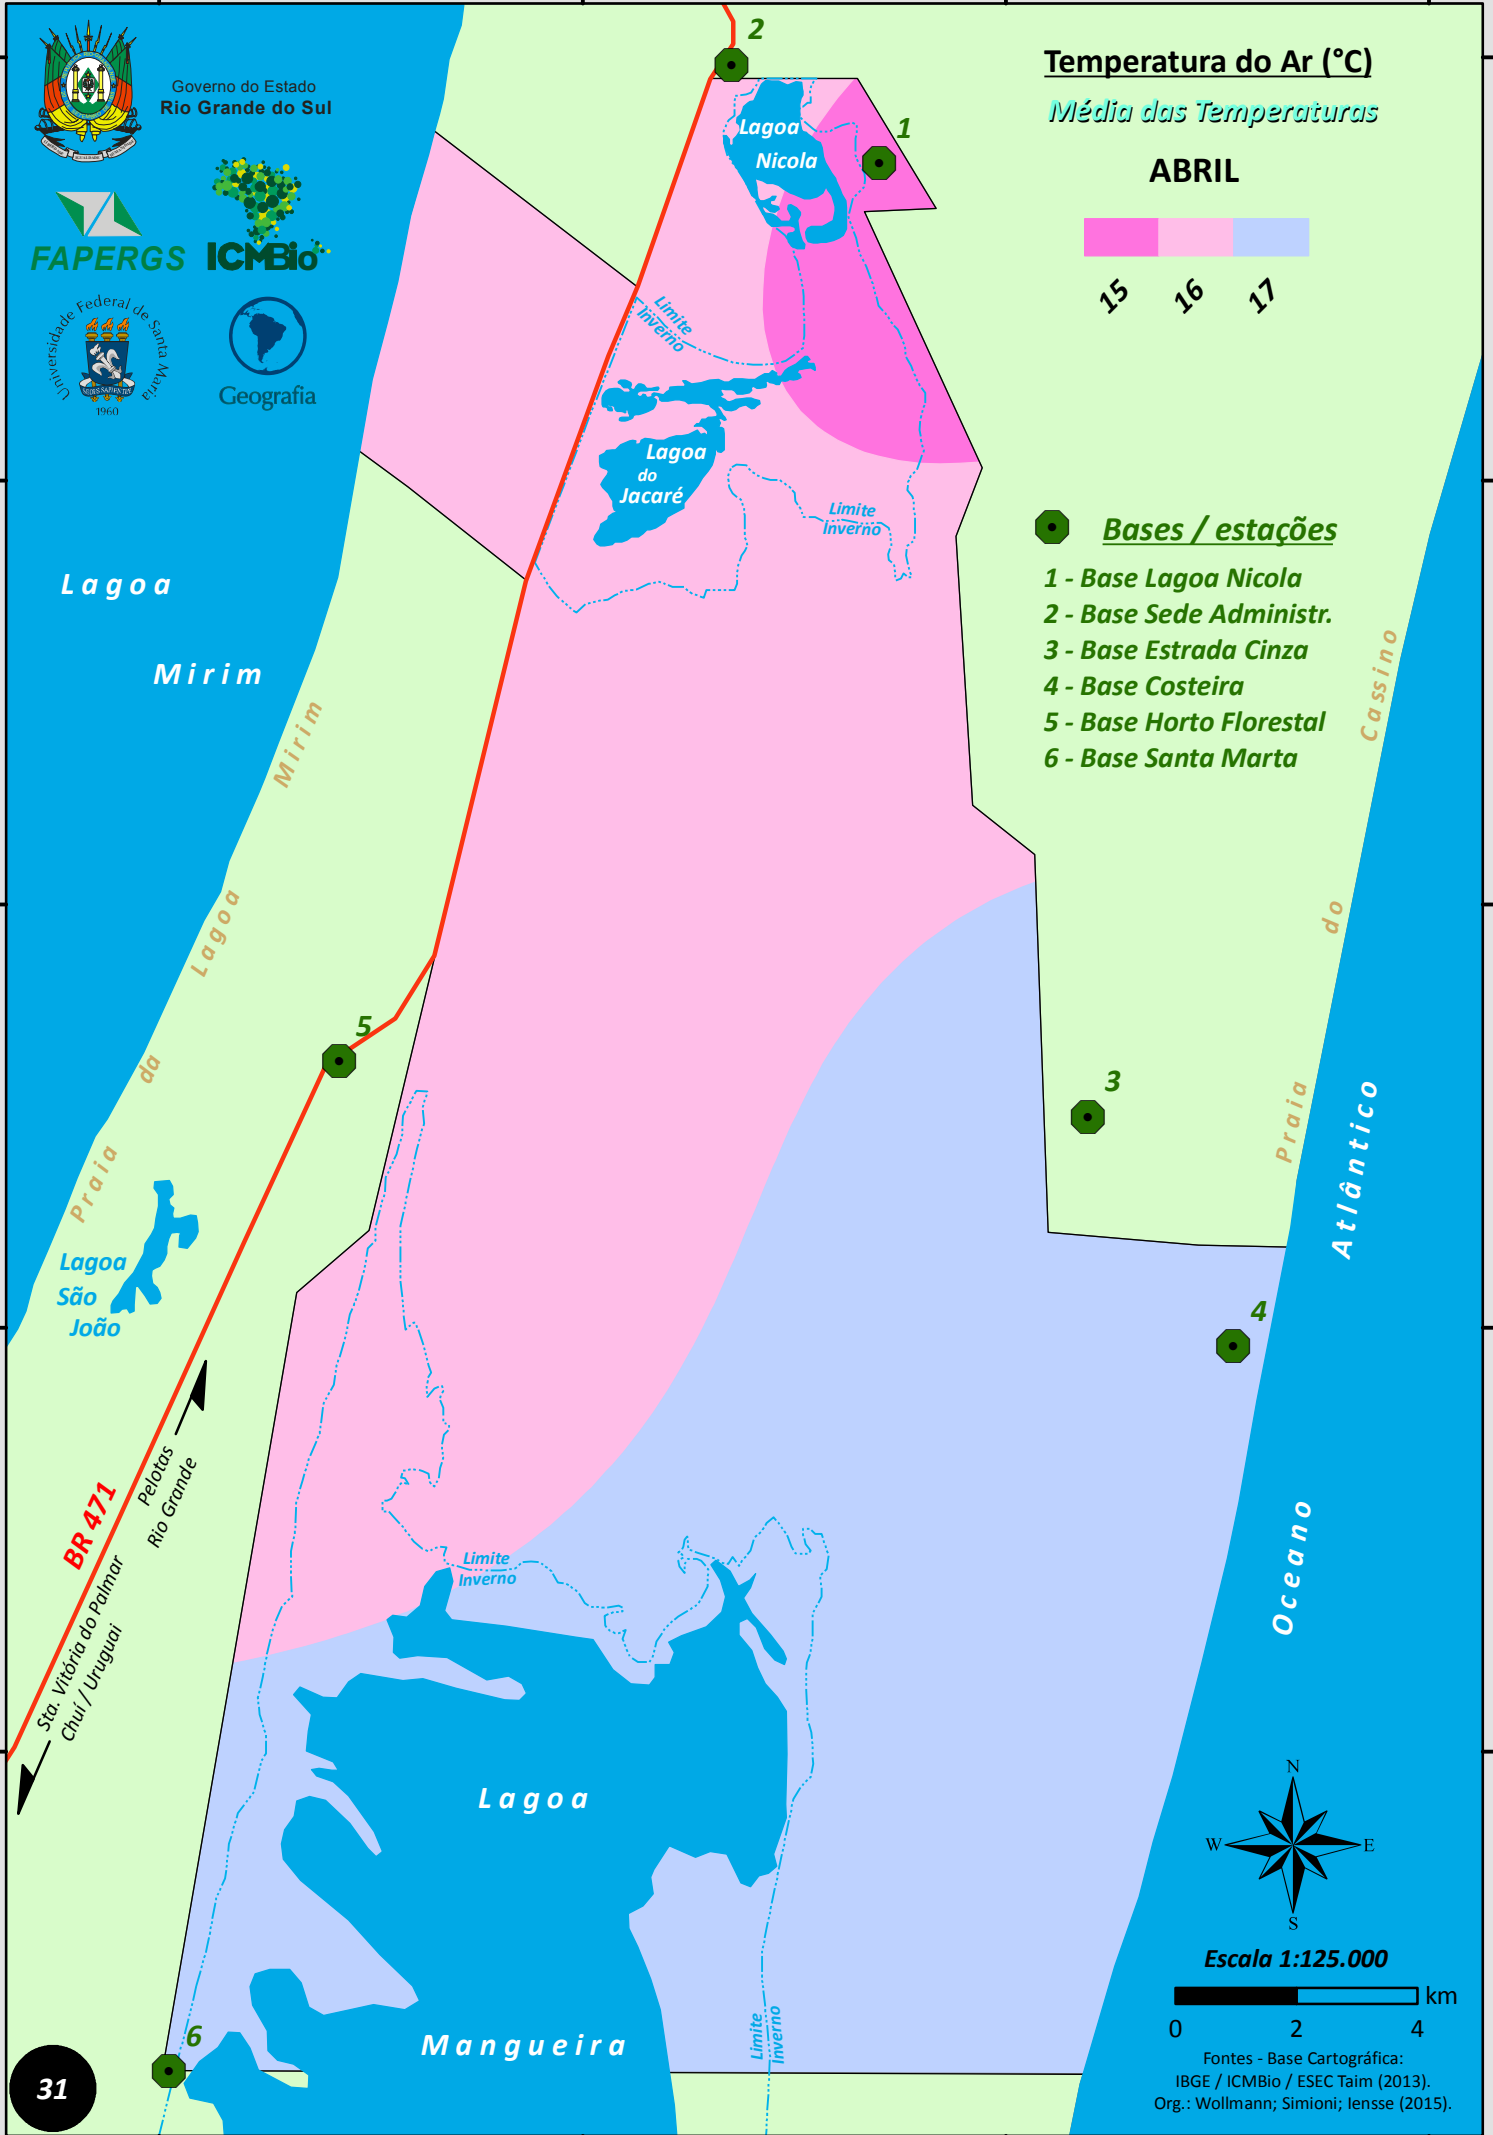 Governo do Estado
Rio Grande do Sul
FAPERGS
ICMBio
Universidade Federal de Santa Maria
1960
Geografia
Temperatura do Ar (°C)
Média das Temperaturas
ABRIL
15
16
17
2
1
Lagoa
Nicola
Limite
Inverno
Lagoa
do
Jacaré
Limite
Inverno
Bases / estações
1 - Base Lagoa Nicola
2 - Base Sede Administr.
3 - Base Estrada Cinza
4 - Base Costeira
5 - Base Horto Florestal
6 - Base Santa Marta
Lagoa
Mirim
Praia da Lagoa Mirim
Praia do Cassino
5
3
4
Lagoa
São
João
Oceano Atlântico
BR 471
Pelotas
Rio Grande
Sta. Vitória do Palmar
Chuí / Uruguai
Limite
Inverno
Lagoa
Mangueira
Limite
Inverno
6
31
N
W
E
S
Escala 1:125.000
km
0 2 4
Fontes - Base Cartográfica:
IBGE / ICMBio / ESEC Taim (2013).
Org.: Wollmann; Simioni; Iensse (2015).